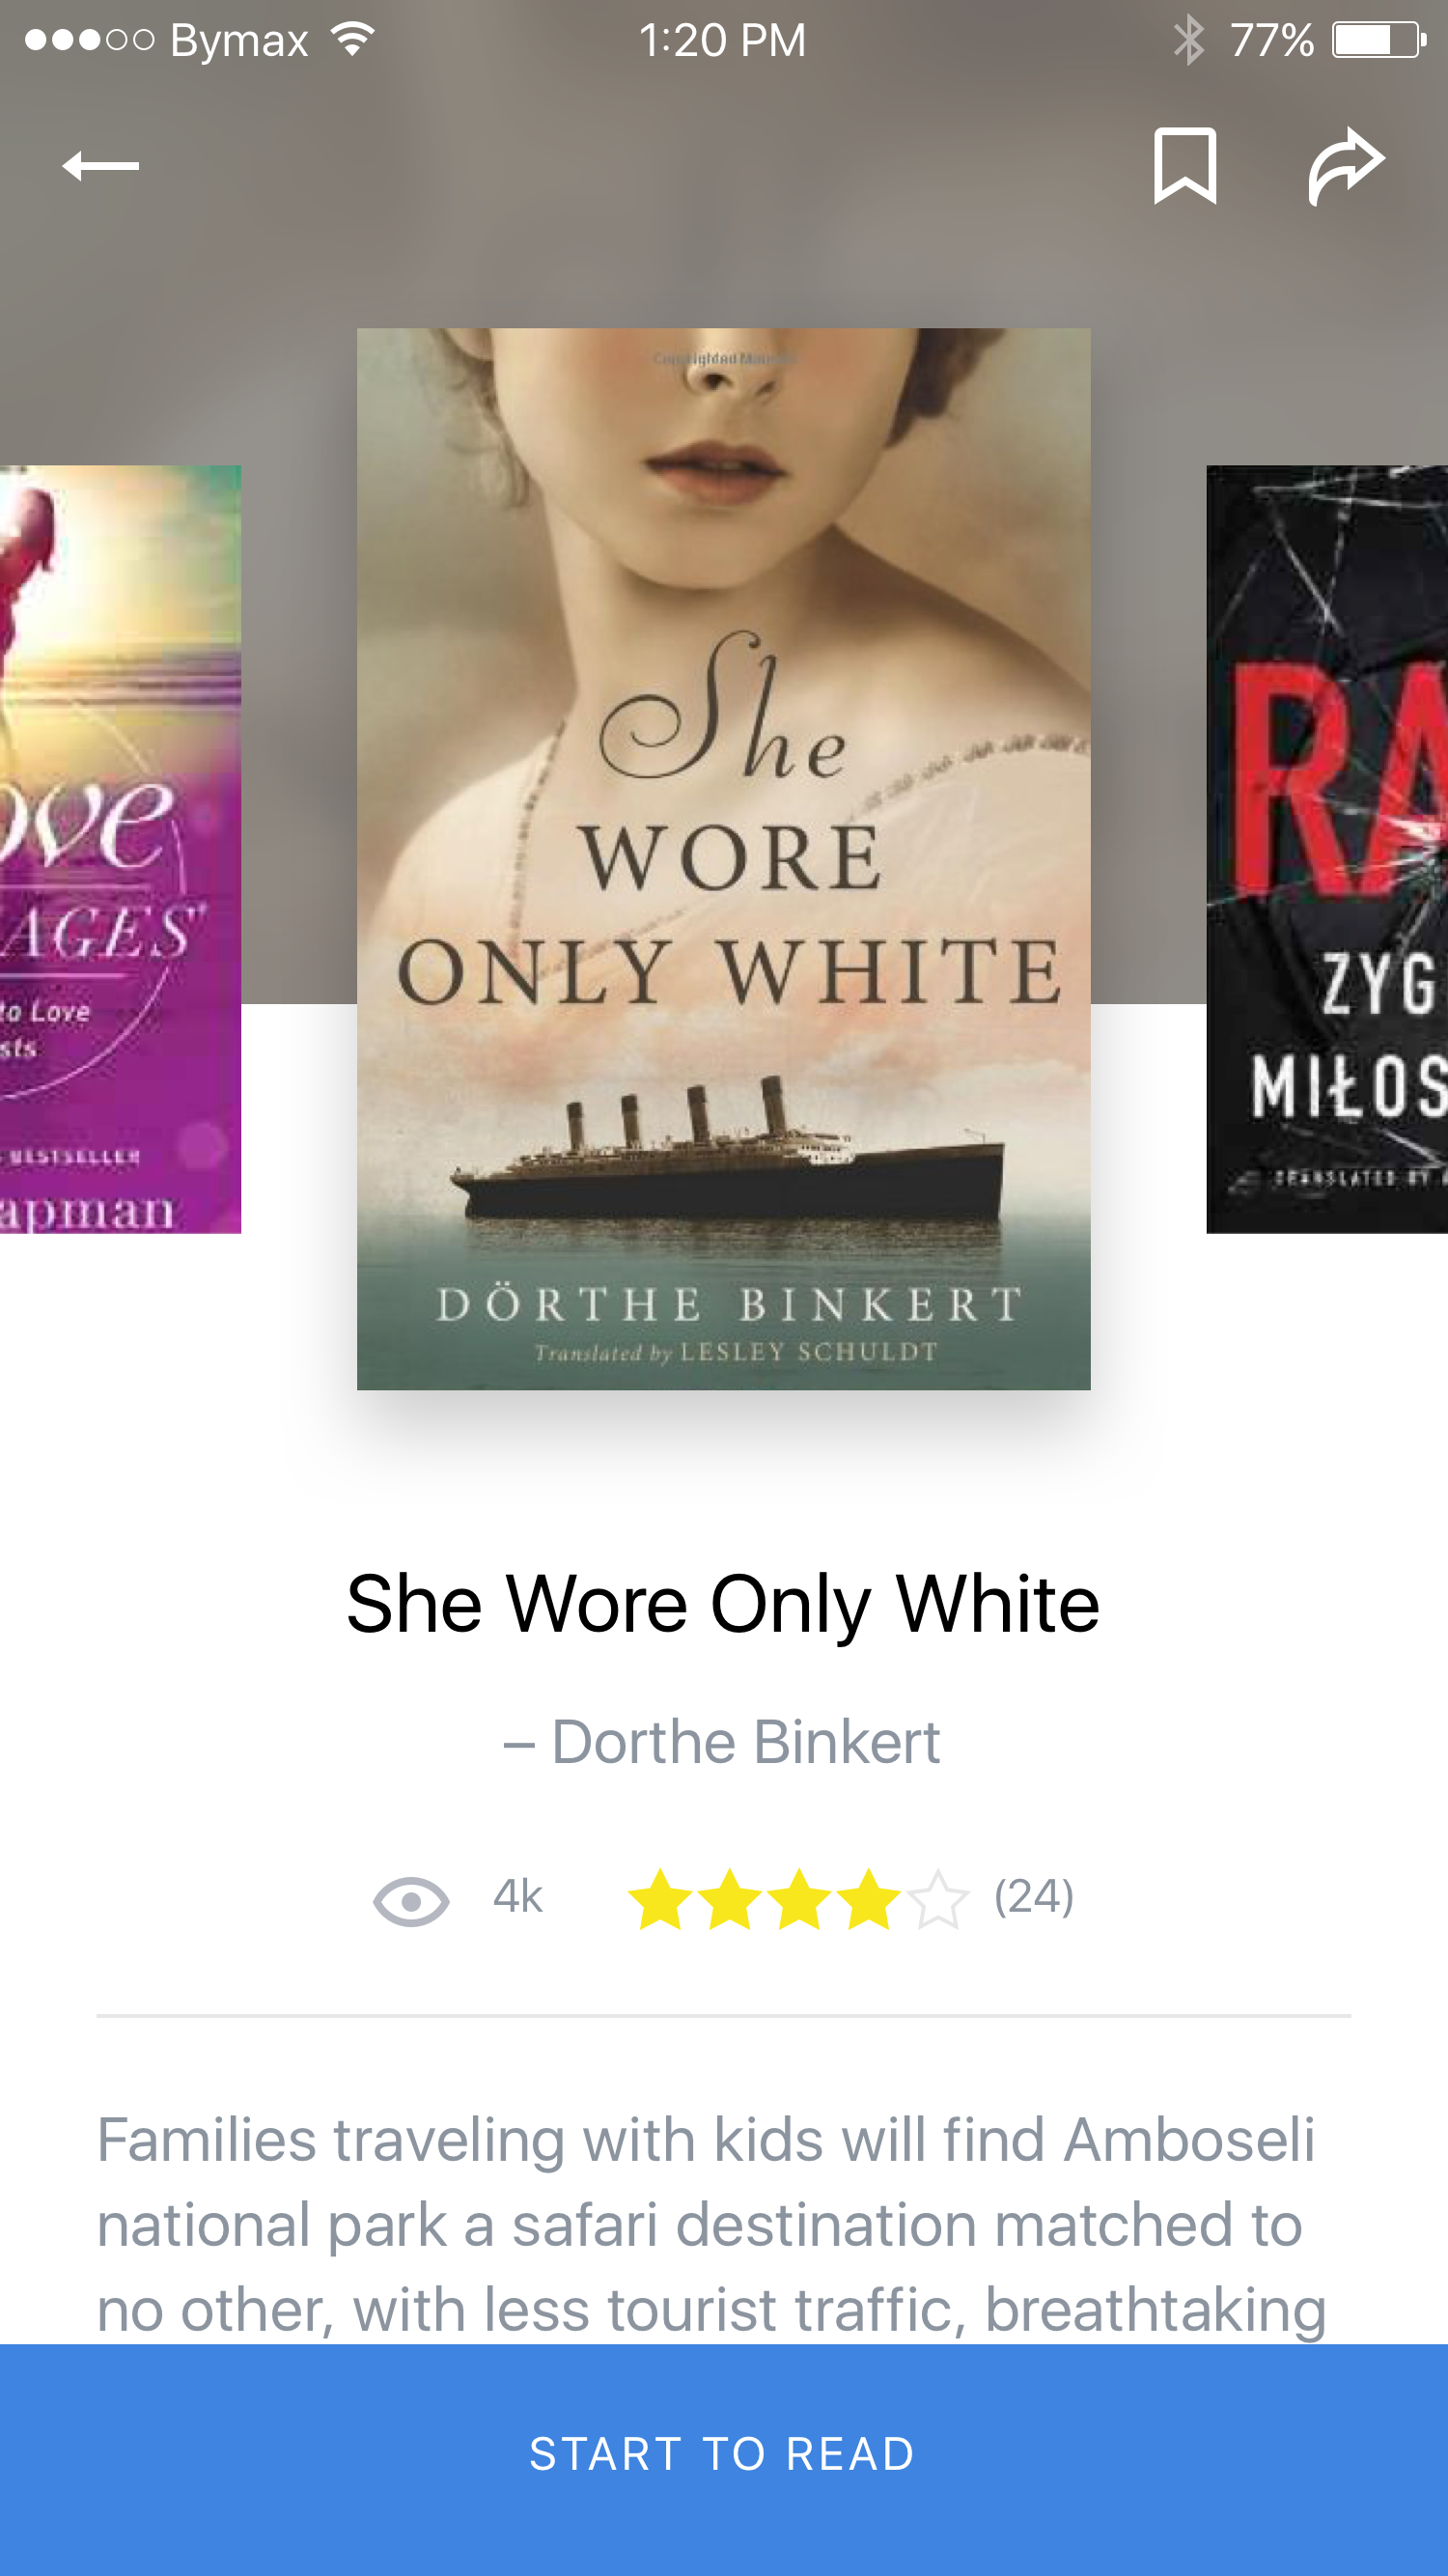 Bymax
1:20 PM
77%
Copyrighted Material
She
WORE
ONLY WHITE
DÖRTHE BINKERT
Translated by LESLEY SCHULDT
ove
AGES"
to Love
sts
BESTSELLER
apman
RA
ZYG
MIŁOS
TRANSLATED BY A
She Wore Only White
– Dorthe Binkert
4k
(24)
Families traveling with kids will find Amboseli
national park a safari destination matched to
no other, with less tourist traffic, breathtaking
START TO READ